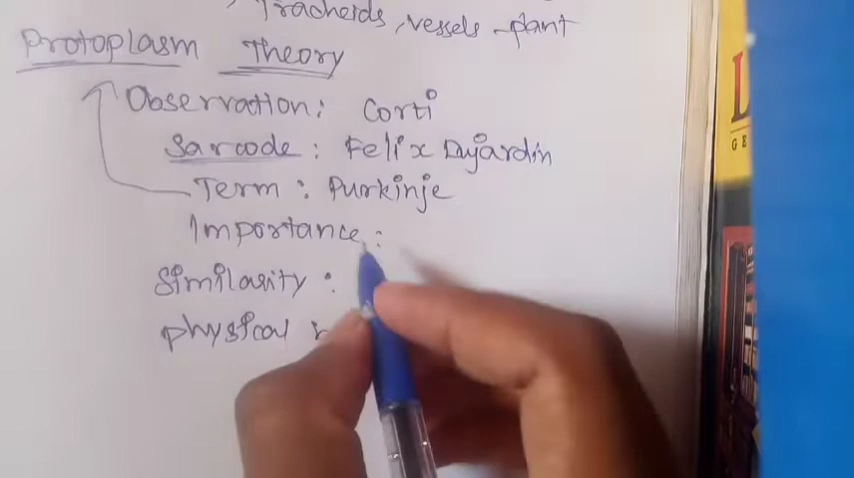 Tracheids, vessels - plant
Protoplasm Theory
Observation: Corti
Sarcode: Felix Dujardin
Term: Purkinje
Importance:
Similarity:
physical